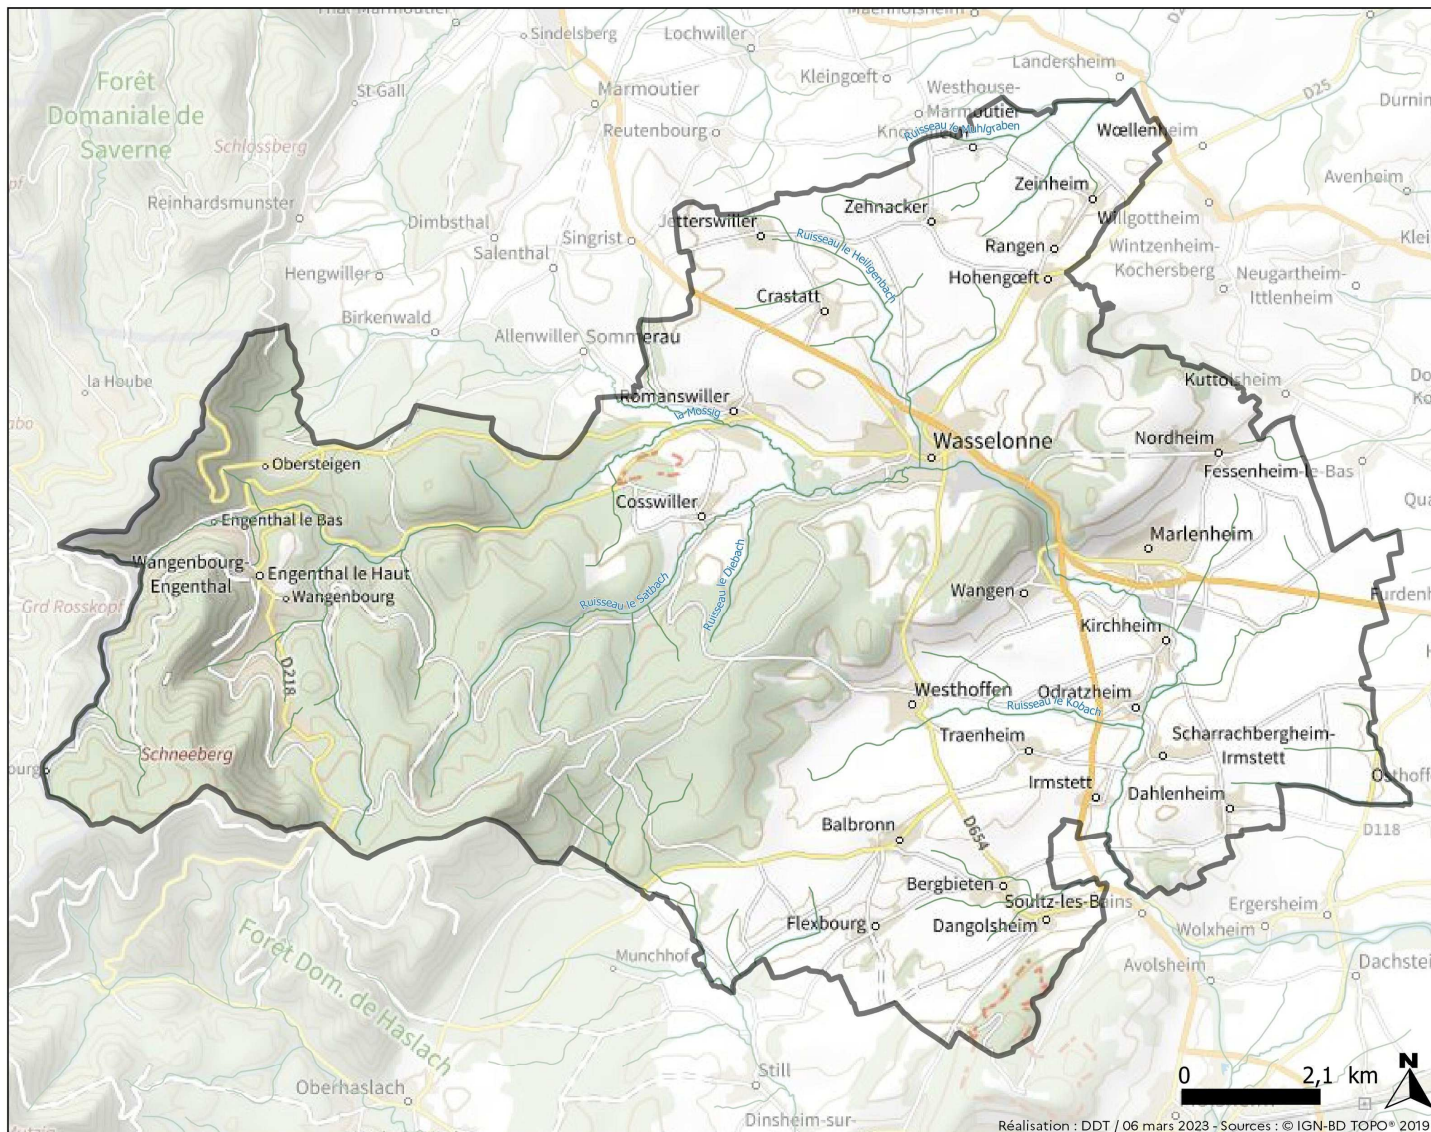 Sindelsberg
Lochwiller
Landersheim
Kleingœft
D25
Forêt
Domaniale de
Saverne
St-Gall
Marmoutier
Westhouse-
Marmoutier
Durnin
Reutenbourg
Ruisseau le Muhlgraben
Wœllenheim
Schlossberg
Avenheim
Zeinheim
Reinhardsmunster
Zehnacker
Jetterswiller
Willgottheim
Dimbsthal
Singrist
Salenthal
Ruisseau le Heiligenbach
Rangen
Wintzenheim-
Kochersberg
Klei
Hengwiller
Hohengœft
Neugartheim-
Ittlenheim
Crastatt
Birkenwald
Allenwiller
Sommerau
la Hoube
Kuttolsheim
Romanswiller
la Mossig
Wasselonne
Nordheim
Obersteigen
Fessenheim-le-Bas
Cosswiller
Engenthal le Bas
Marlenheim
Wangenbourg-
Engenthal
Engenthal le Haut
Wangenbourg
Ruisseau le Satbach
Ruisseau le Diebach
Wangen
Grd Rosskopf
Furdenh
Kirchheim
D218
Westhoffen
Odratzheim
Ruisseau le Kobach
Traenheim
Scharrachbergheim-
Irmstett
Schneeberg
Irmstett
Osthoff
Dahlenheim
Balbronn
D654
D118
Bergbieten
Soultz-les-Bains
Ergersheim
Flexbourg
Dangolsheim
Wolxheim
Forêt Dom. de Haslach
Munchhof
Avolsheim
Dachstei
Still
Oberhaslach
Dinsheim-sur-
0 2,1 km
N
Réalisation : DDT / 06 mars 2023 - Sources : © IGN-BD TOPO® 2019